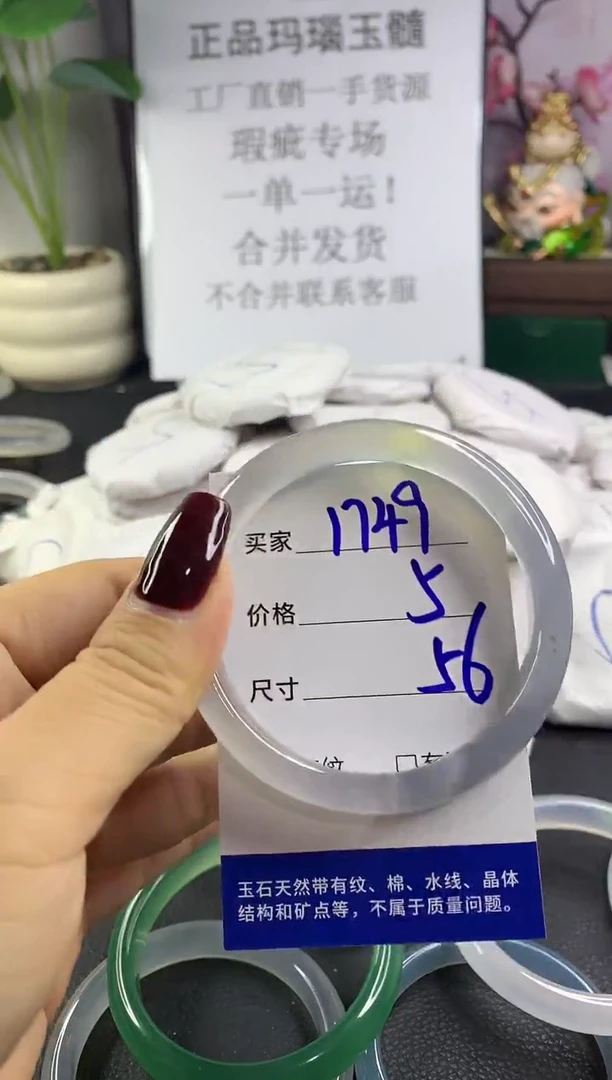 正品玛瑙玉髓
工厂直销一手货源
瑕疵专场
一单一运！
合并发货
不合并联系客服
买家 1749
价格 5
尺寸 56
纹 □有
玉石天然带有纹、棉、水线、晶体
结构和矿点等，不属于质量问题。